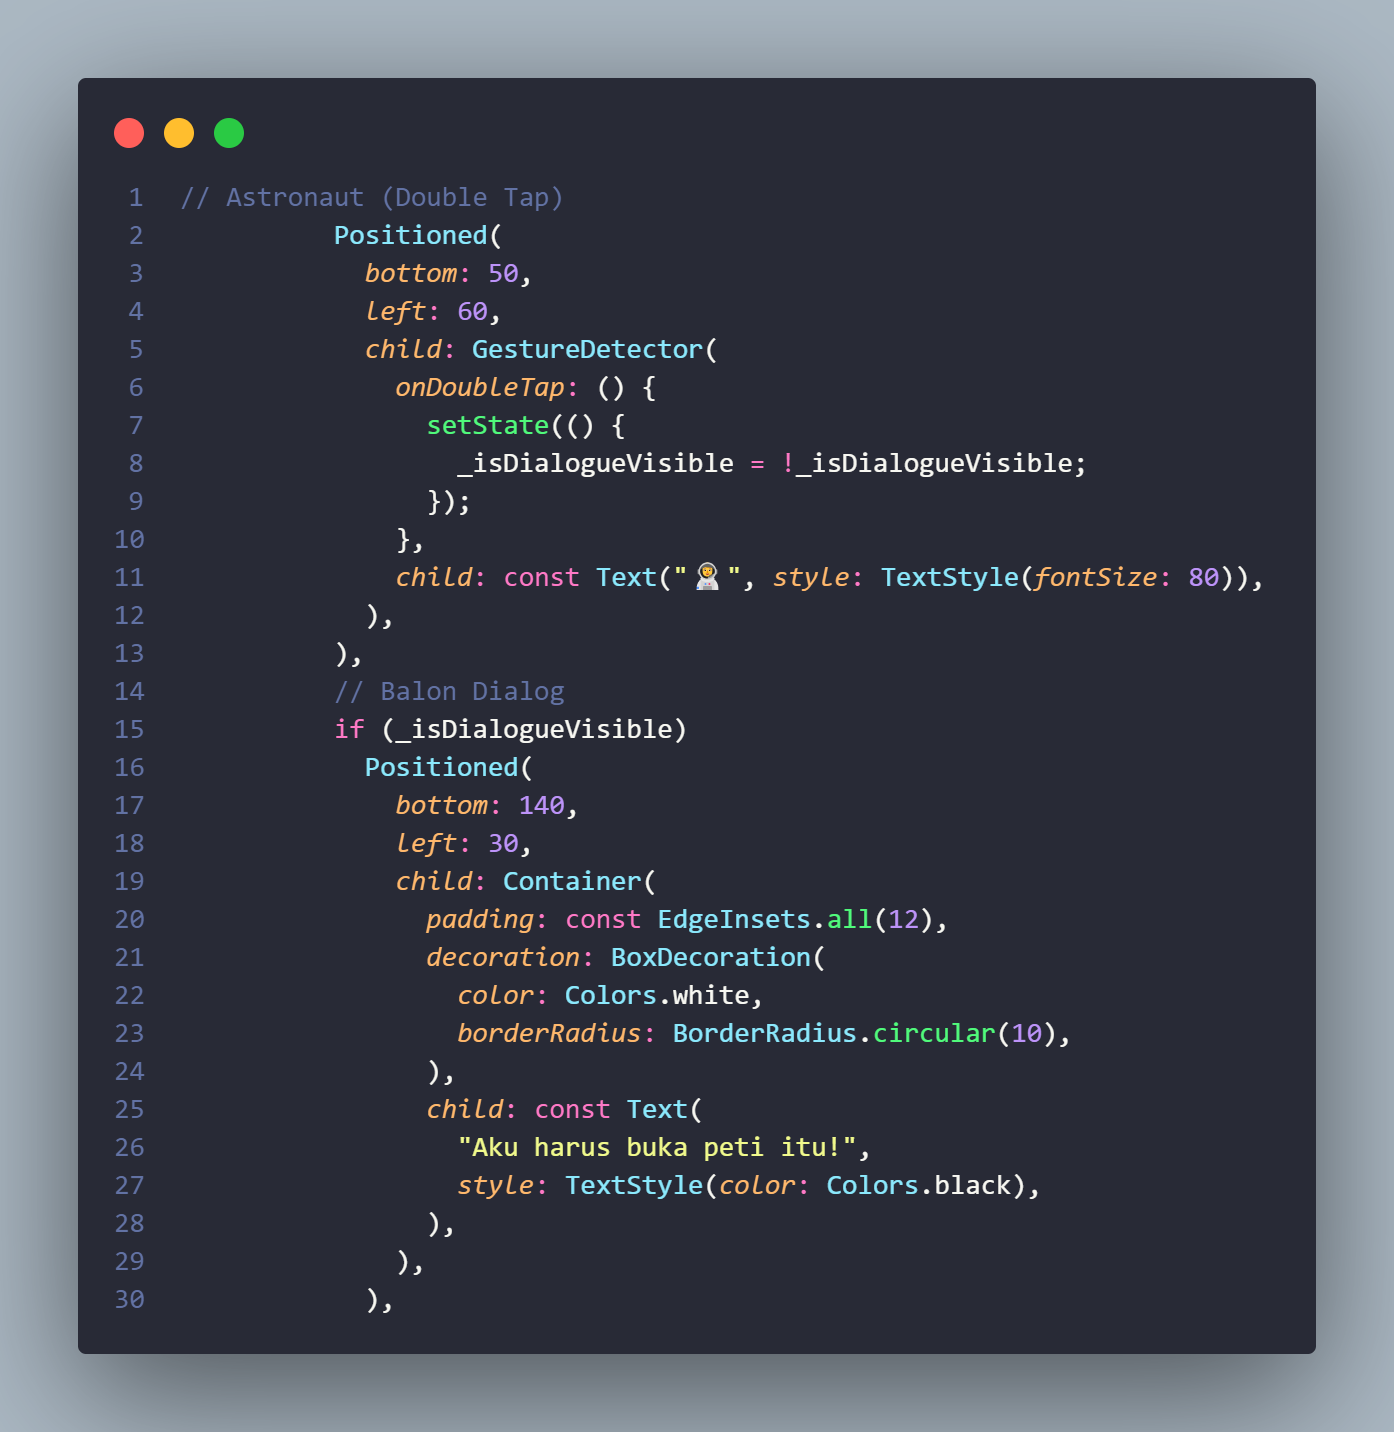 1 // Astronaut (Double Tap)
2 Positioned(
3 bottom: 50,
4 left: 60,
5 child: GestureDetector(
6 onDoubleTap: () {
7 setState(() {
8 _isDialogueVisible = !_isDialogueVisible;
9 });
10 },
11 child: const Text("👩‍🚀", style: TextStyle(fontSize: 80)),
12 ),
13 ),
14 // Balon Dialog
15 if (_isDialogueVisible)
16 Positioned(
17 bottom: 140,
18 left: 30,
19 child: Container(
20 padding: const EdgeInsets.all(12),
21 decoration: BoxDecoration(
22 color: Colors.white,
23 borderRadius: BorderRadius.circular(10),
24 ),
25 child: const Text(
26 "Aku harus buka peti itu!",
27 style: TextStyle(color: Colors.black),
28 ),
29 ),
30 ),